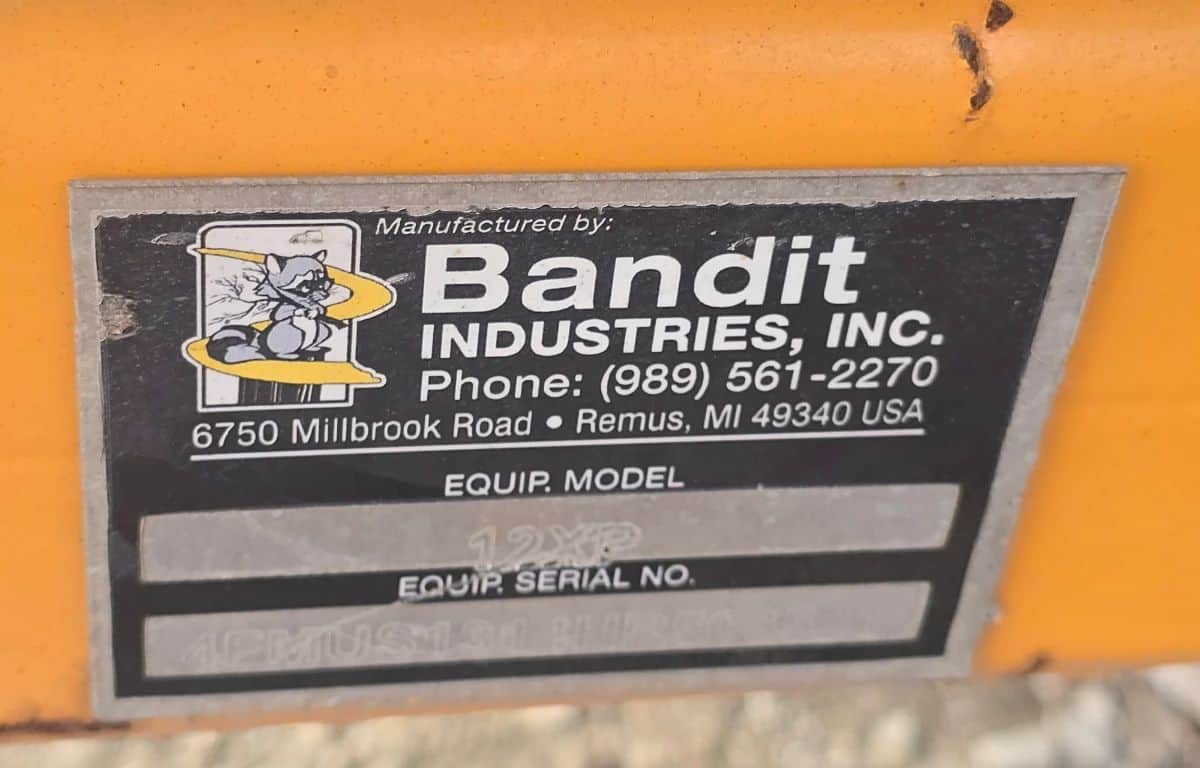 Manufactured by:
Bandit
INDUSTRIES, INC.
Phone: (989) 561-2270
6750 Millbrook Road • Remus, MI 49340 USA
EQUIP. MODEL
12XP
EQUIP. SERIAL NO.